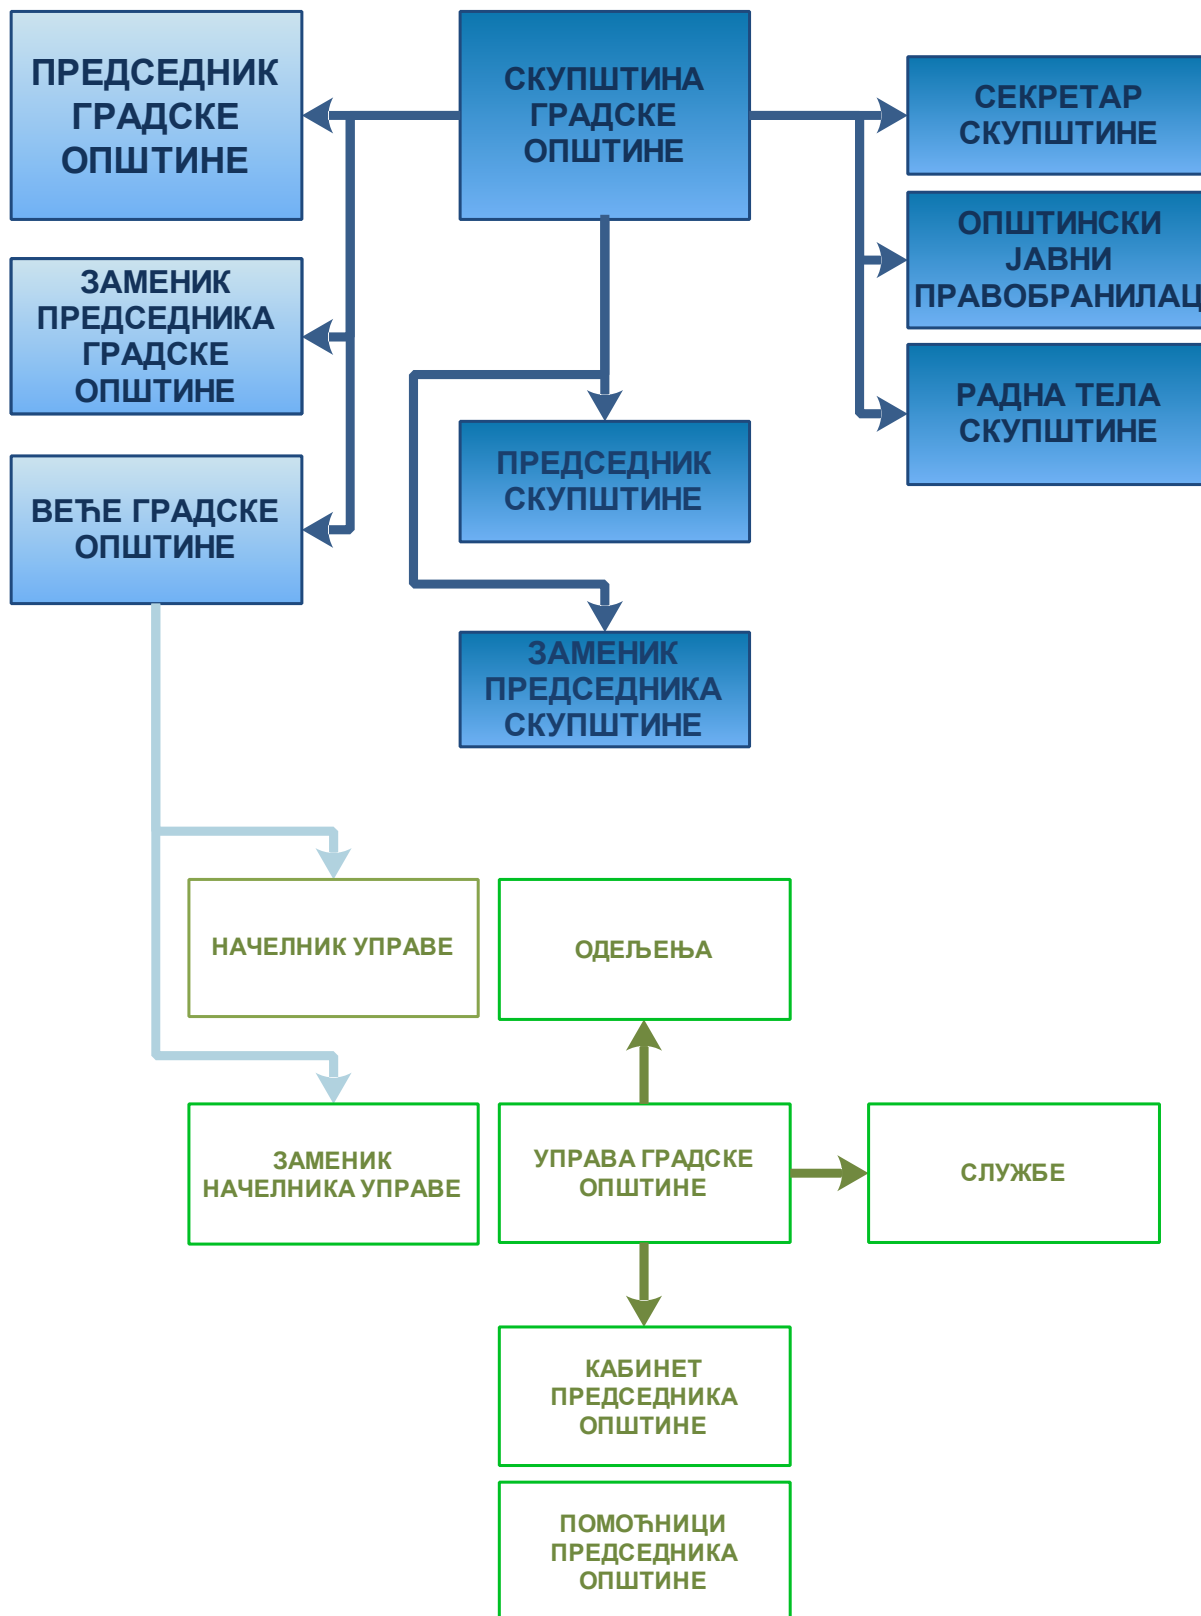 ПРЕДСЕДНИК
ГРАДСКЕ
ОПШТИНЕ
СКУПШТИНА
ГРАДСКЕ
ОПШТИНЕ
СЕКРЕТАР
СКУПШТИНЕ
ОПШТИНСКИ
ЈАВНИ
ПРАВОБРАНИЛАЦ
ЗАМЕНИК
ПРЕДСЕДНИКА
ГРАДСКЕ
ОПШТИНЕ
РАДНА ТЕЛА
СКУПШТИНЕ
ПРЕДСЕДНИК
СКУПШТИНЕ
ВЕЋЕ ГРАДСКЕ
ОПШТИНЕ
ЗАМЕНИК
ПРЕДСЕДНИКА
СКУПШТИНЕ
НАЧЕЛНИК УПРАВЕ
ОДЕЉЕЊА
ЗАМЕНИК
НАЧЕЛНИКА УПРАВЕ
УПРАВА ГРАДСКЕ
ОПШТИНЕ
СЛУЖБЕ
КАБИНЕТ
ПРЕДСЕДНИКА
ОПШТИНЕ
ПОМОЋНИЦИ
ПРЕДСЕДНИКА
ОПШТИНЕ